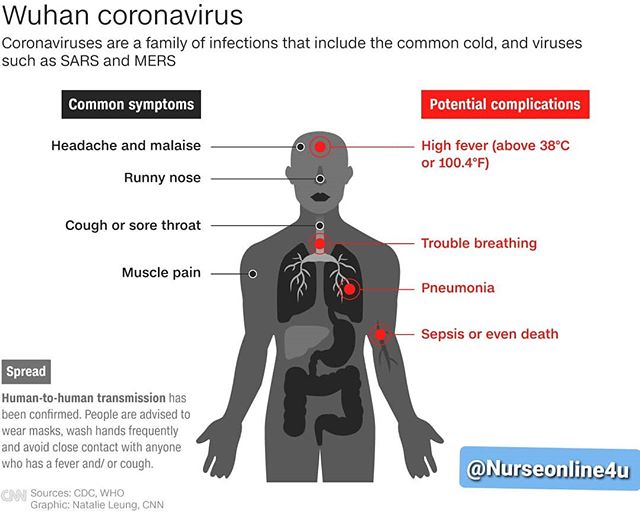 Wuhan coronavirus
Coronaviruses are a family of infections that include the common cold, and viruses
such as SARS and MERS
Common symptoms
Headache and malaise
Runny nose
Cough or sore throat
Muscle pain
Potential complications
High fever (above 38°C
or 100.4°F)
Trouble breathing
Pneumonia
Sepsis or even death
Spread
Human-to-human transmission has
been confirmed. People are advised to
wear masks, wash hands frequently
and avoid close contact with anyone
who has a fever and/ or cough.
CNN Sources: CDC, WHO
Graphic: Natalie Leung, CNN
@Nurseonline4u